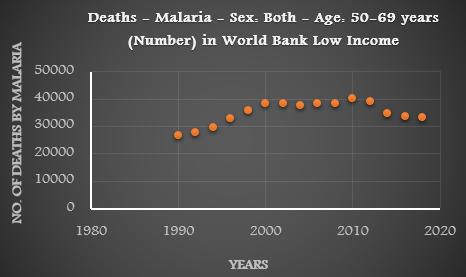 Deaths - Malaria - Sex: Both - Age: 50-69 years
(Number) in World Bank Low Income
NO. OF DEATHS BY MALARIA
50000
40000
30000
20000
10000
0
1980
1990
2000
2010
2020
YEARS